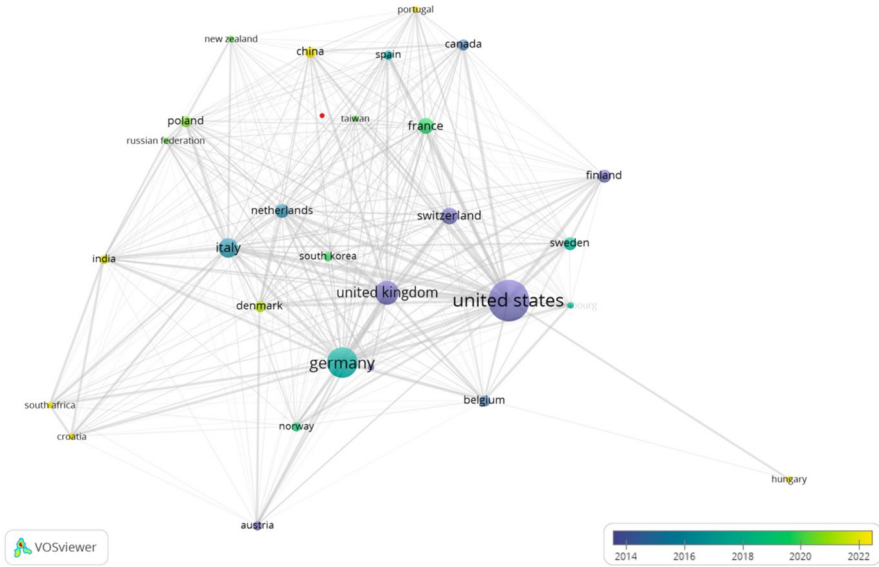 portugal
new zealand
china
spain
canada
poland
taiwan
france
russian federation
finland
netherlands
switzerland
italy
sweden
india
south korea
united kingdom
united states
denmark
germany
belgium
south africa
croatia
norway
hungary
austria
VOSviewer
2014 2016 2018 2020 2022